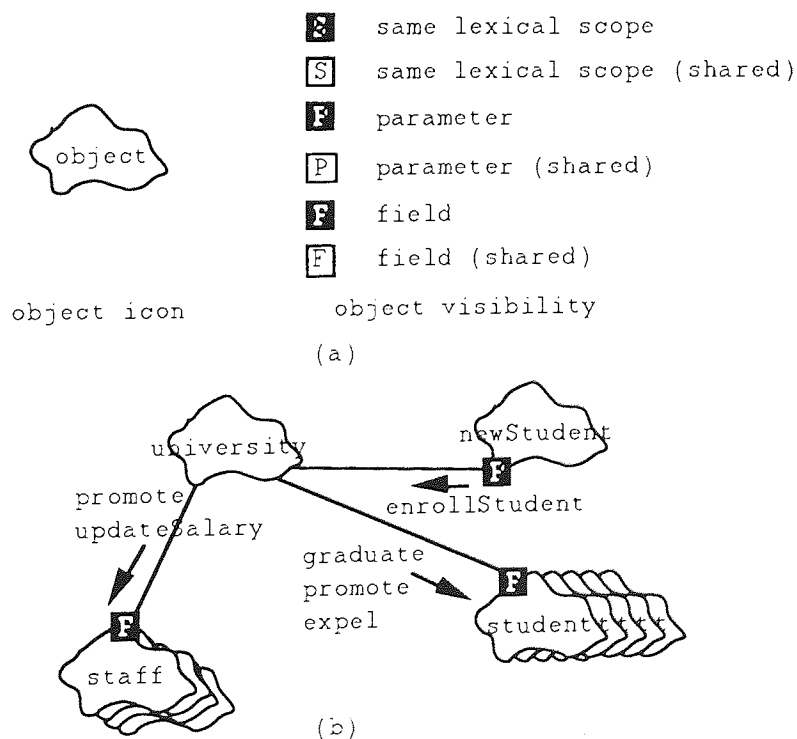 S same lexical scope
S same lexical scope (shared)
object
F parameter
P parameter (shared)
F field
F field (shared)
object icon
object visibility
(a)
university
newStudent
F
promote
enrollStudent
updateSalary
graduate
F
promote
expel
student t t t t
F
staff
(b)